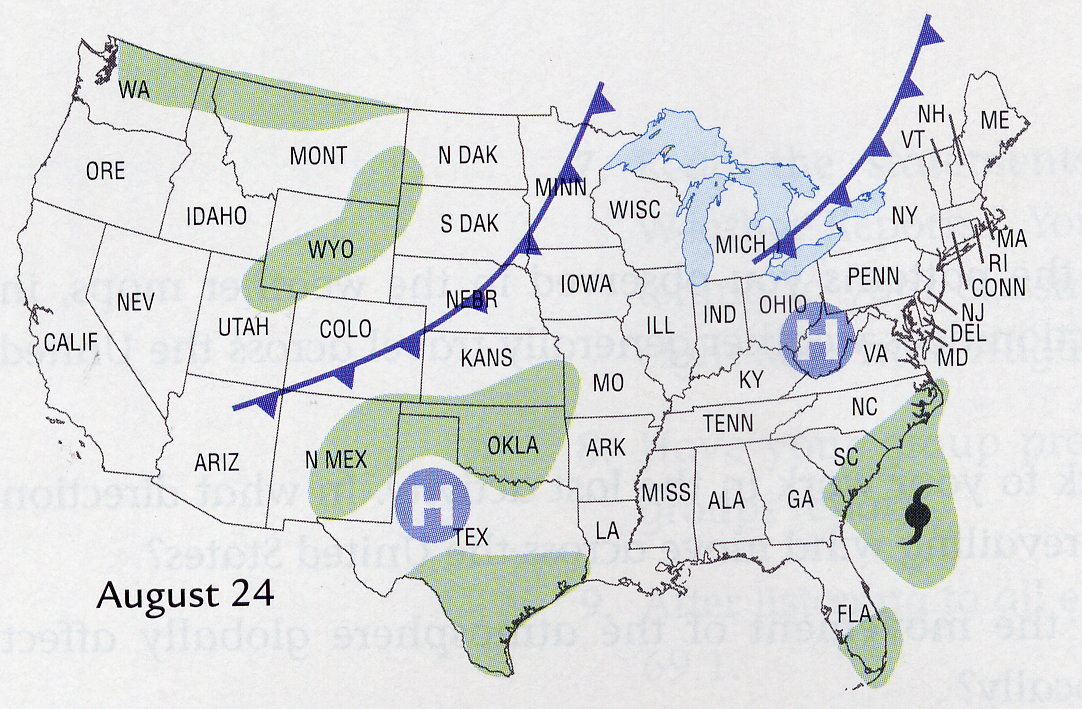 WA
NH
ME
VT
MONT
N DAK
ORE
MINN
IDAHO
S DAK
WISC
NY
WYO
MICH
MA
RI
CONN
NEV
NEBR
IOWA
PENN
OHIO
NJ
UTAH
COLO
ILL
IND
H
DEL
CALIF
KANS
VA
MD
MO
KY
NC
TENN
ARIZ
N MEX
OKLA
ARK
SC
H
MISS
ALA
GA
TEX
LA
August 24
FLA